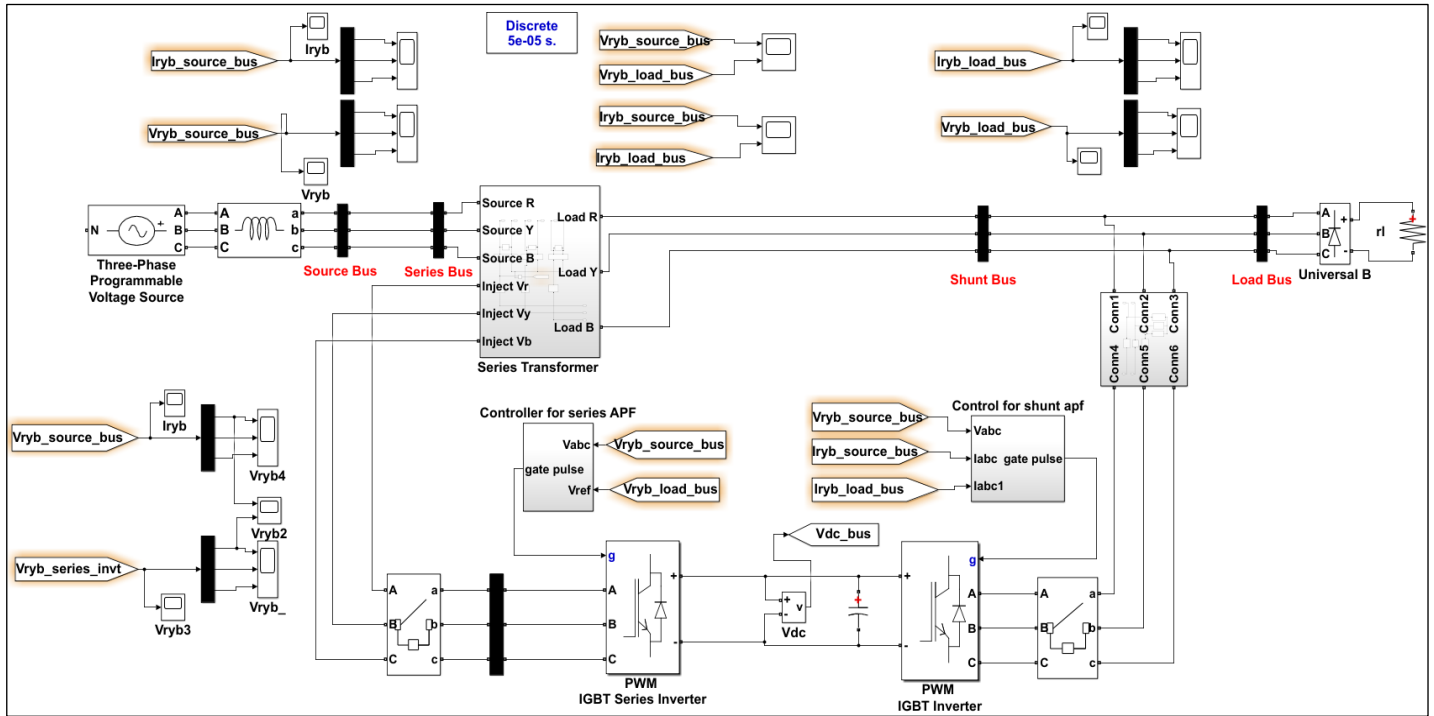 Discrete
5e-05 s.
Iryb
Iryb_source_bus
Vryb_source_bus
Vryb
Vryb_source_bus
Vryb_load_bus
Iryb_source_bus
Iryb_load_bus
Iryb_load_bus
Vryb_load_bus
N
A
B
C
Three-Phase
Programmable
Voltage Source
A
B
C
a
b
c
Source Bus
Series Bus
Source R
Source Y
Source B
Inject Vr
Inject Vy
Inject Vb
Load R
Load Y
Load B
Series Transformer
Shunt Bus
Load Bus
A
B
C
+
-
Universal B
rl
+
Conn1
Conn2
Conn3
Conn4
Conn5
Conn6
Iryb
Vryb_source_bus
Vryb4
Vryb2
Vryb_series_invt
Vryb_
Vryb3
Controller for series APF
Vabc
gate pulse
Vref
Vryb_source_bus
Vryb_load_bus
Control for shunt apf
Vryb_source_bus
Iryb_source_bus
Iryb_load_bus
Vabc
Iabc
Iabc1
gate pulse
A
B
C
a
b
c
g
A
B
C
+
-
PWM
IGBT Series Inverter
Vdc_bus
+
-
v
Vdc
+
g
+
-
A
B
C
PWM
IGBT Inverter
A
B
C
a
b
c